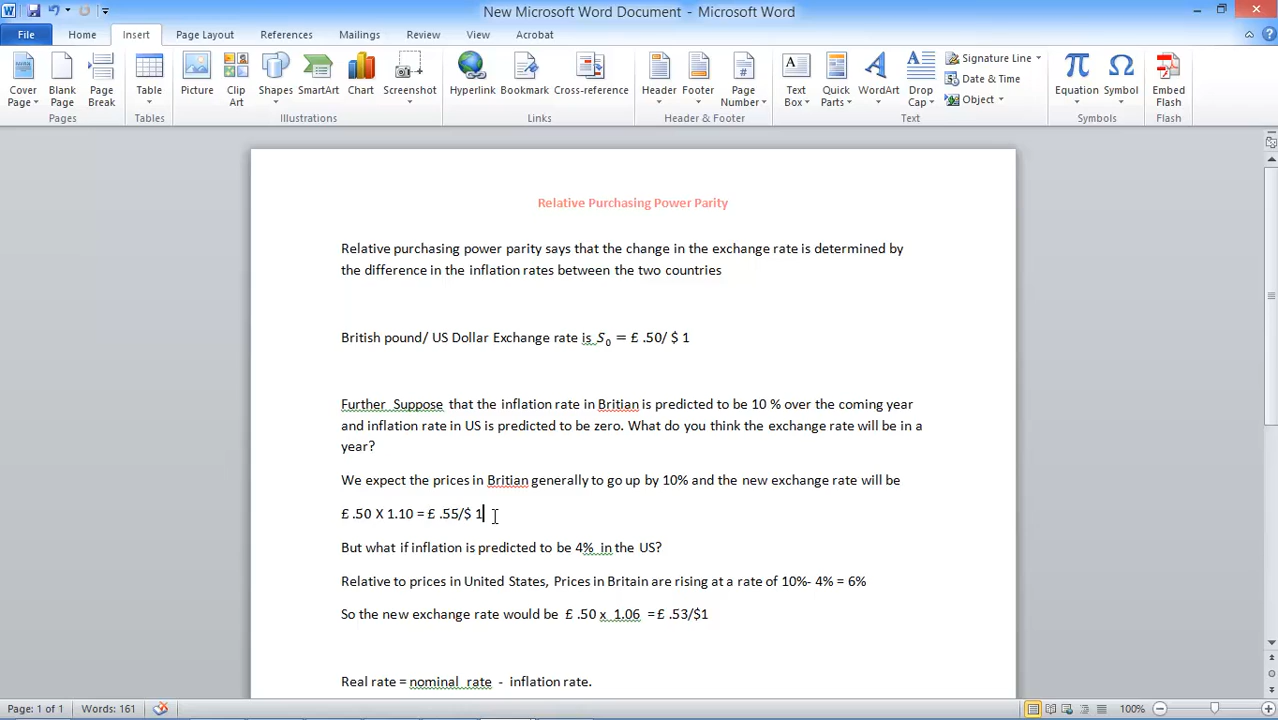 New Microsoft Word Document - Microsoft Word
File Home Insert Page Layout References Mailings Review View Acrobat
Cover Page
Blank Page
Page Break
Table
Picture
Clip Art
Shapes
SmartArt
Chart
Screenshot
Hyperlink
Bookmark
Cross-reference
Header
Footer
Page Number
Text Box
Quick Parts
WordArt
Drop Cap
Signature Line
Date & Time
Object
Equation
Symbol
Embed Flash
Pages Tables Illustrations Links Header & Footer Text Symbols Flash
Relative Purchasing Power Parity
Relative purchasing power parity says that the change in the exchange rate is determined by
the difference in the inflation rates between the two countries
British pound/ US Dollar Exchange rate is S₀ = £ .50/ $ 1
Further Suppose that the inflation rate in Britian is predicted to be 10 % over the coming year
and inflation rate in US is predicted to be zero. What do you think the exchange rate will be in a
year?
We expect the prices in Britian generally to go up by 10% and the new exchange rate will be
£ .50 X 1.10 = £ .55/$ 1
But what if inflation is predicted to be 4% in the US?
Relative to prices in United States, Prices in Britain are rising at a rate of 10%- 4% = 6%
So the new exchange rate would be £ .50 x 1.06 =£ .53/$1
Real rate = nominal rate - inflation rate.
Page: 1 of 1 Words: 161 100%